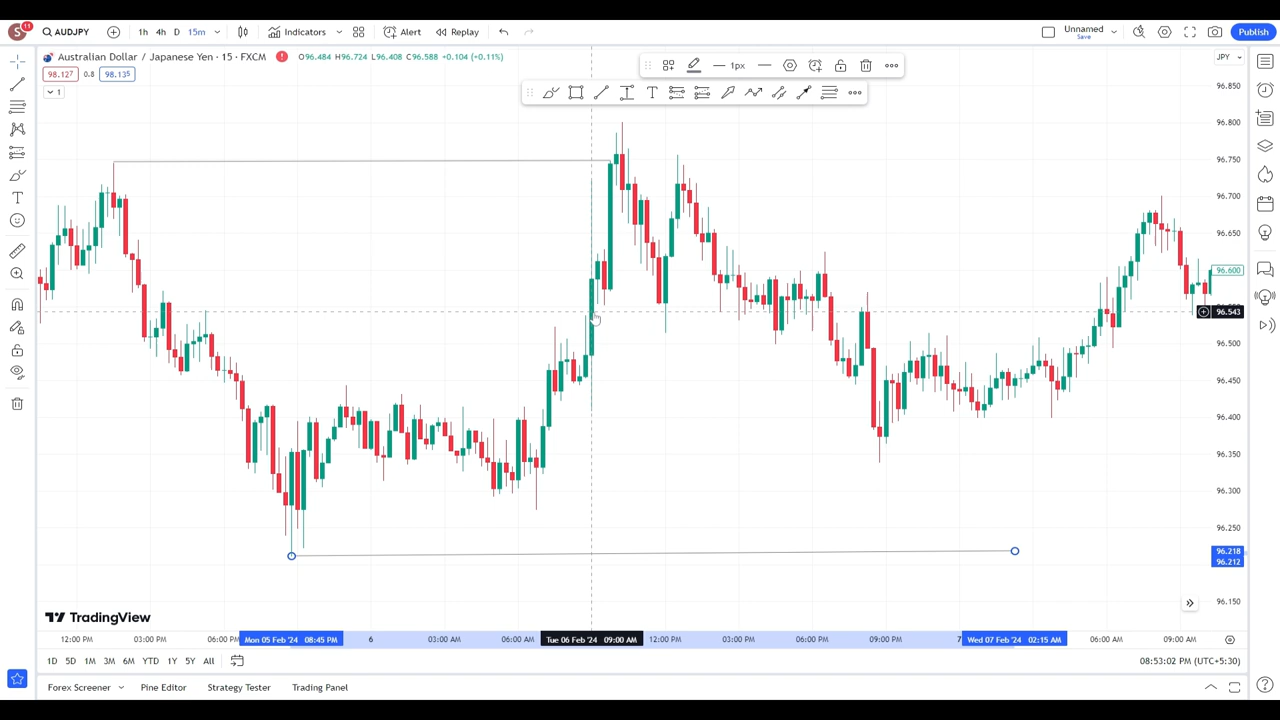 S 11 AUDJPY 1h 4h D 15m Indicators Alert Replay Unnamed Save Publish
Australian Dollar / Japanese Yen · 15 · FXCM O96.484 H96.724 L96.408 C96.588 +0.104 (+0.11%) 1px JPY
98.127 0.8 98.135
1
96.850
96.800
96.750
96.700
96.650
96.600
96.543
96.500
96.450
96.400
96.350
96.300
96.250
96.218
96.212
96.150
TradingView
12:00 PM 03:00 PM 06:00 PM Mon 05 Feb '24 08:45 PM 6 03:00 AM 06:00 AM Tue 06 Feb '24 09:00 AM 12:00 PM 03:00 PM 06:00 PM 09:00 PM 7 Wed 07 Feb '24 02:15 AM 06:00 AM 09:00 AM
1D 5D 1M 3M 6M YTD 1Y 5Y All 08:53:02 PM (UTC+5:30)
Forex Screener Pine Editor Strategy Tester Trading Panel